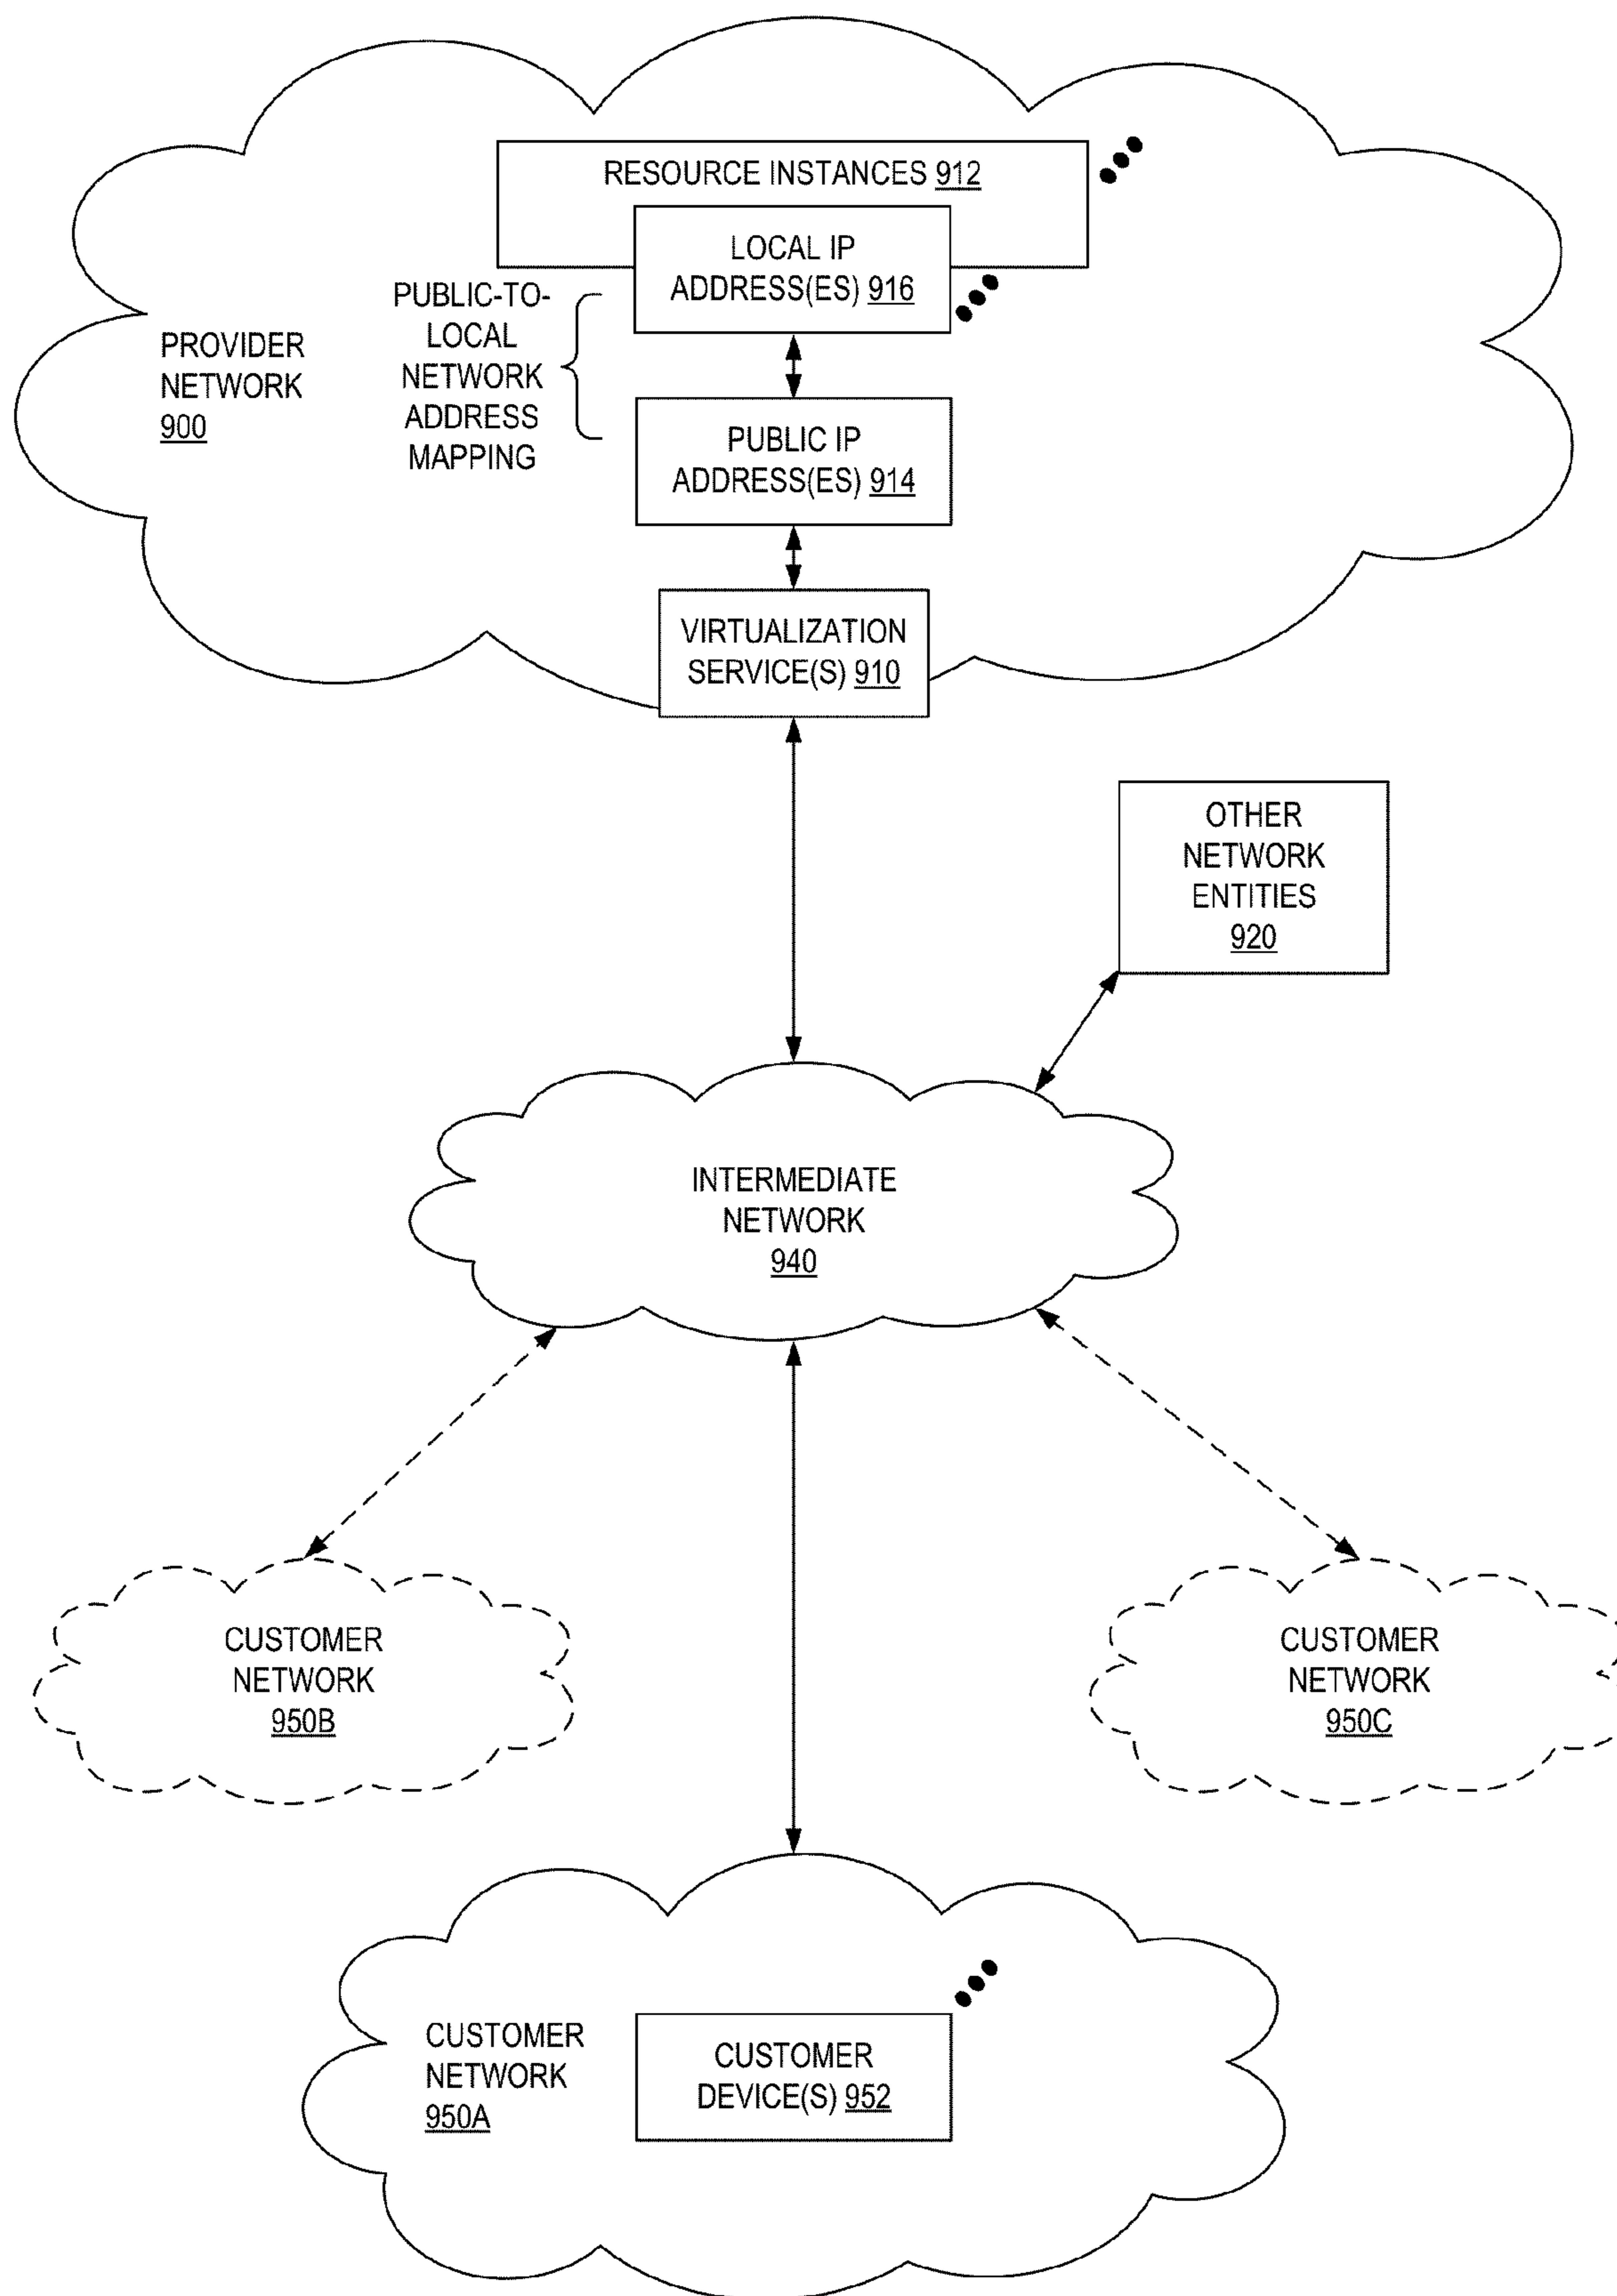 RESOURCE INSTANCES 912
LOCAL IP
ADDRESS(ES) 916
PUBLIC-TO-
LOCAL
NETWORK
ADDRESS
MAPPING
PROVIDER
NETWORK
900
PUBLIC IP
ADDRESS(ES) 914
VIRTUALIZATION
SERVICE(S) 910
OTHER
NETWORK
ENTITIES
920
INTERMEDIATE
NETWORK
940
CUSTOMER
NETWORK
950B
CUSTOMER
NETWORK
950C
CUSTOMER
NETWORK
950A
CUSTOMER
DEVICE(S) 952